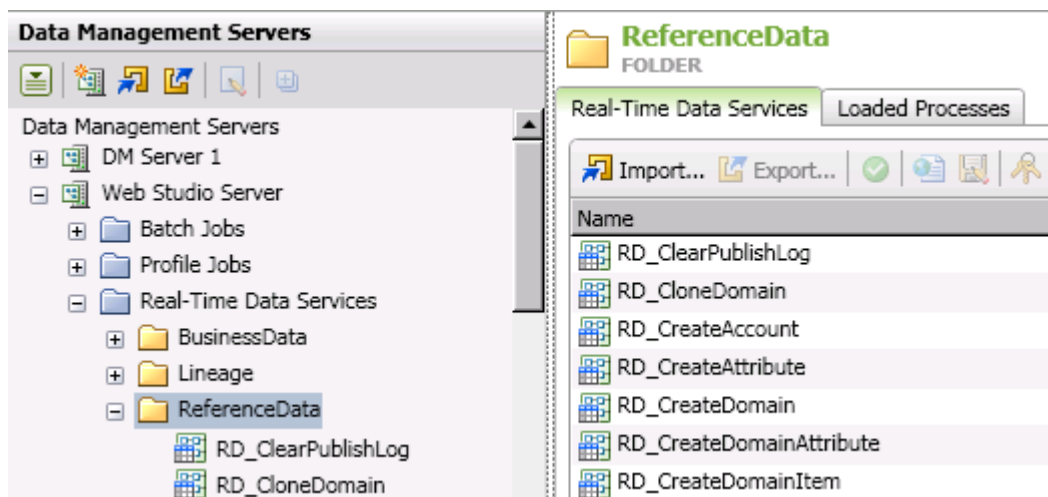 Data Management Servers
Data Management Servers
DM Server 1
Web Studio Server
Batch Jobs
Profile Jobs
Real-Time Data Services
BusinessData
Lineage
ReferenceData
RD_ClearPublishLog
RD_CloneDomain
ReferenceData
FOLDER
Real-Time Data Services Loaded Processes
Import... Export...
Name
RD_ClearPublishLog
RD_CloneDomain
RD_CreateAccount
RD_CreateAttribute
RD_CreateDomain
RD_CreateDomainAttribute
RD_CreateDomainItem